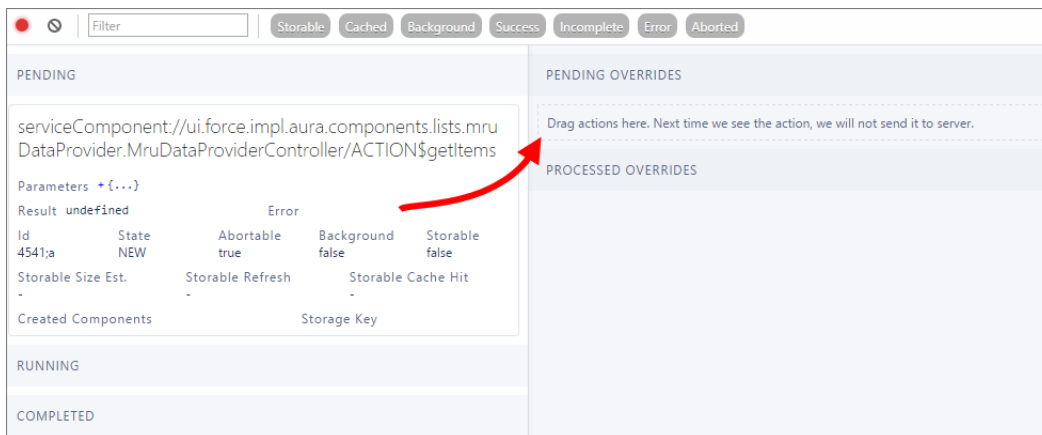 Filter Storable Cached Background Success Incomplete Error Aborted
PENDING
serviceComponent://ui.force.impl.aura.components.lists.mru
DataProvider.MruDataProviderController/ACTION$getItems
Parameters +{...}
Result undefined Error
Id State Abortable Background Storable
4541;a NEW true false false
Storable Size Est. Storable Refresh Storable Cache Hit
- - -
Created Components Storage Key
RUNNING
COMPLETED
PENDING OVERRIDES
Drag actions here. Next time we see the action, we will not send it to server.
PROCESSED OVERRIDES